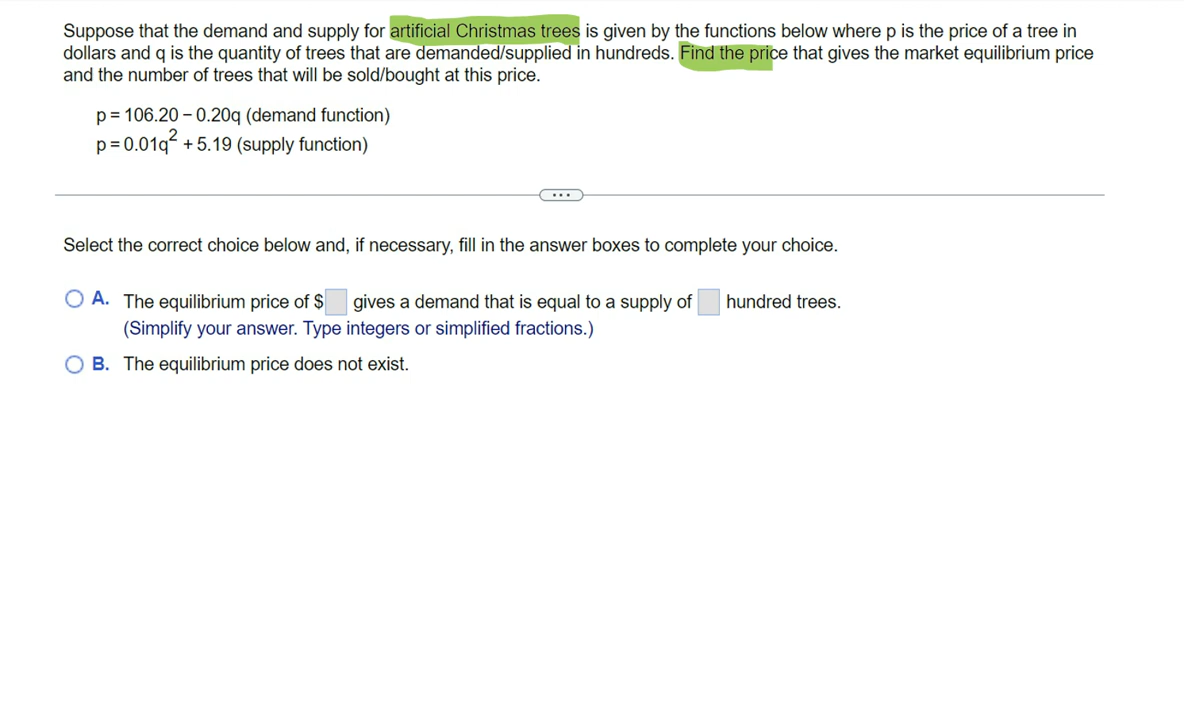 Suppose that the demand and supply for artificial Christmas trees is given by the functions below where p is the price of a tree in
dollars and q is the quantity of trees that are demanded/supplied in hundreds. Find the price that gives the market equilibrium price
and the number of trees that will be sold/bought at this price.
p = 106.20 − 0.20q (demand function)
p = 0.01q² + 5.19 (supply function)
Select the correct choice below and, if necessary, fill in the answer boxes to complete your choice.
A. The equilibrium price of $ gives a demand that is equal to a supply of hundred trees.
(Simplify your answer. Type integers or simplified fractions.)
B. The equilibrium price does not exist.